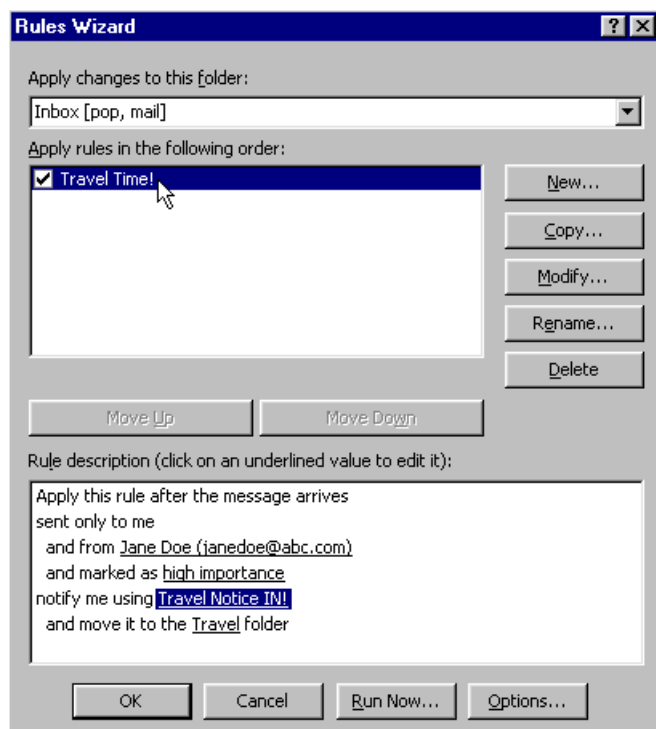 Rules Wizard
Apply changes to this folder:
Inbox [pop, mail]
Apply rules in the following order:
Travel Time!
New...
Copy...
Modify...
Rename...
Delete
Move Up
Move Down
Rule description (click on an underlined value to edit it):
Apply this rule after the message arrives
sent only to me
and from Jane Doe (janedoe@abc.com)
and marked as high importance
notify me using Travel Notice IN!
and move it to the Travel folder
OK
Cancel
Run Now...
Options...